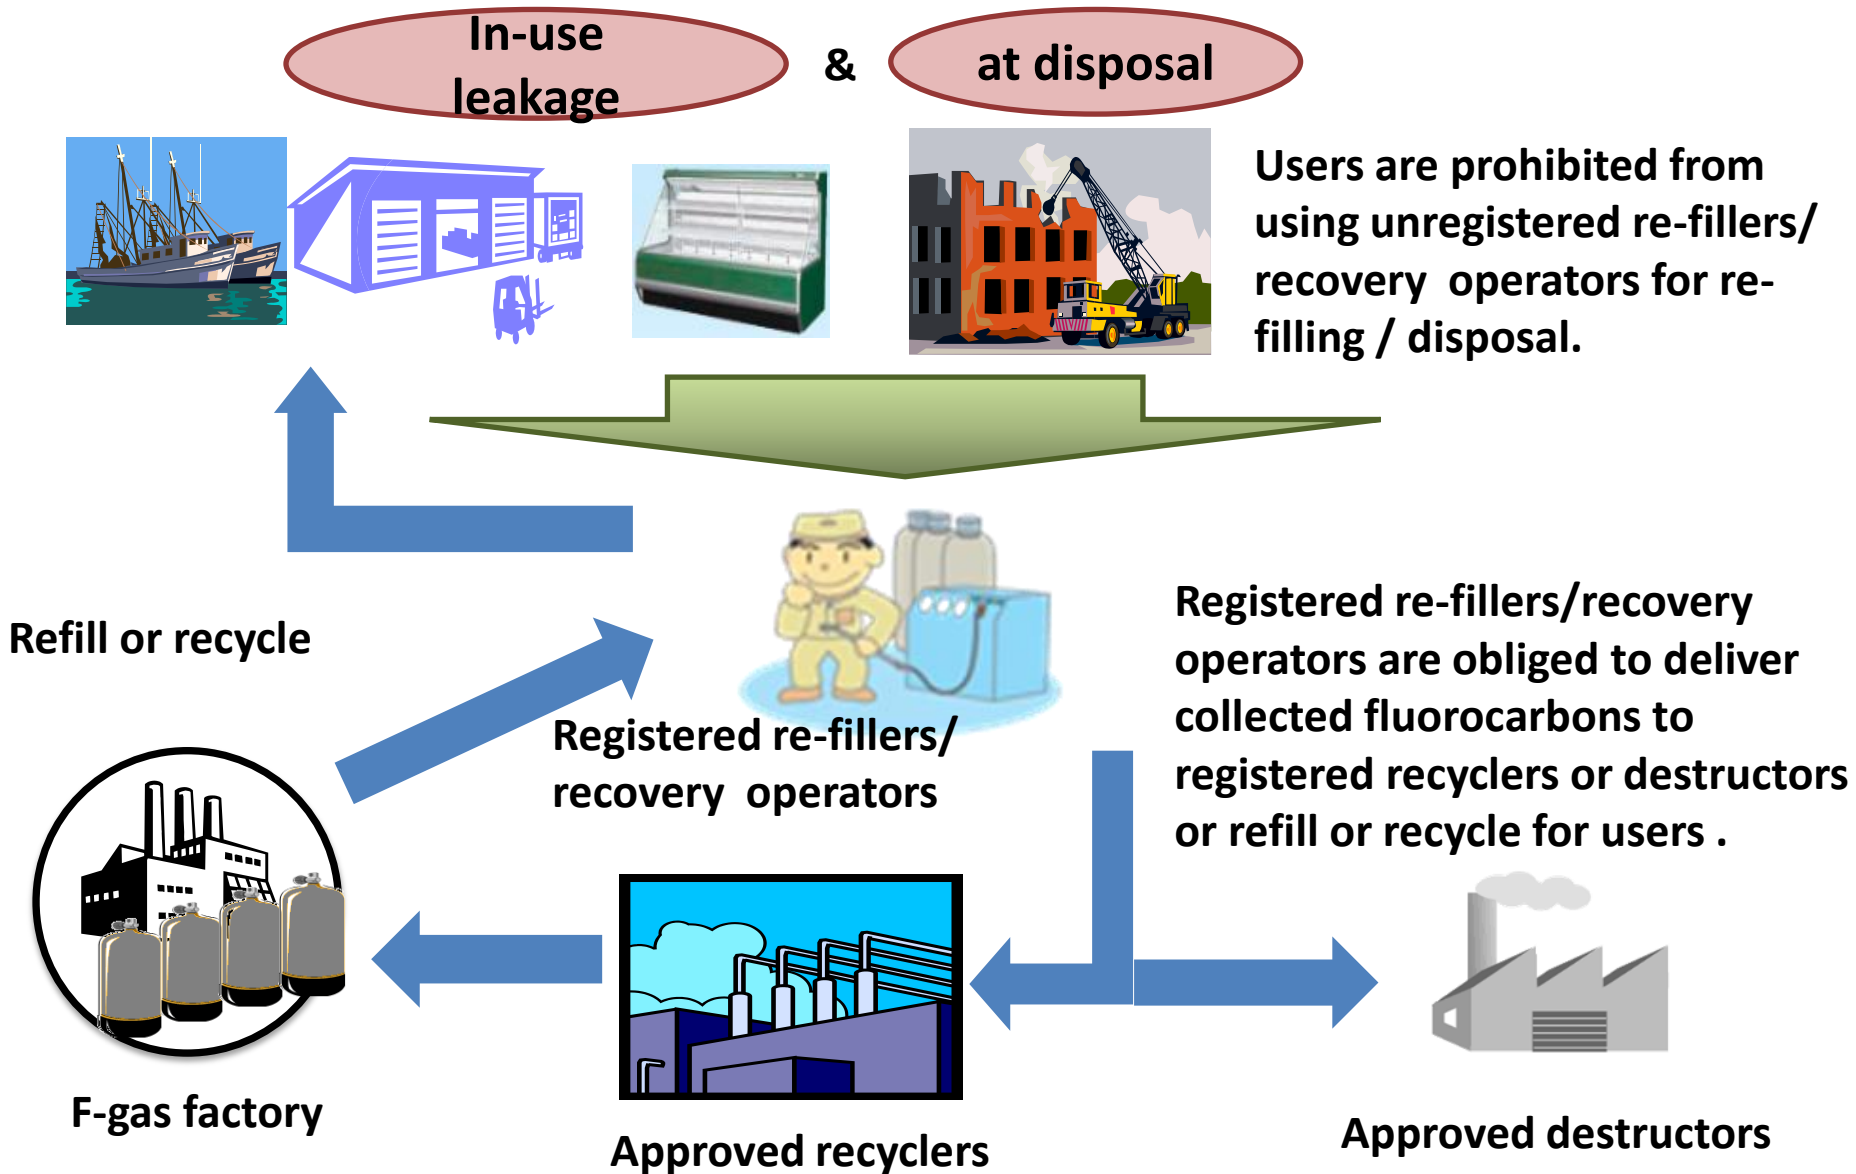 In-use
leakage
&
at disposal
Users are prohibited from
using unregistered re-fillers/
recovery operators for re-
filling / disposal.
Refill or recycle
Registered re-fillers/
recovery operators
Registered re-fillers/recovery
operators are obliged to deliver
collected fluorocarbons to
registered recyclers or destructors
or refill or recycle for users .
F-gas factory
Approved recyclers
Approved destructors